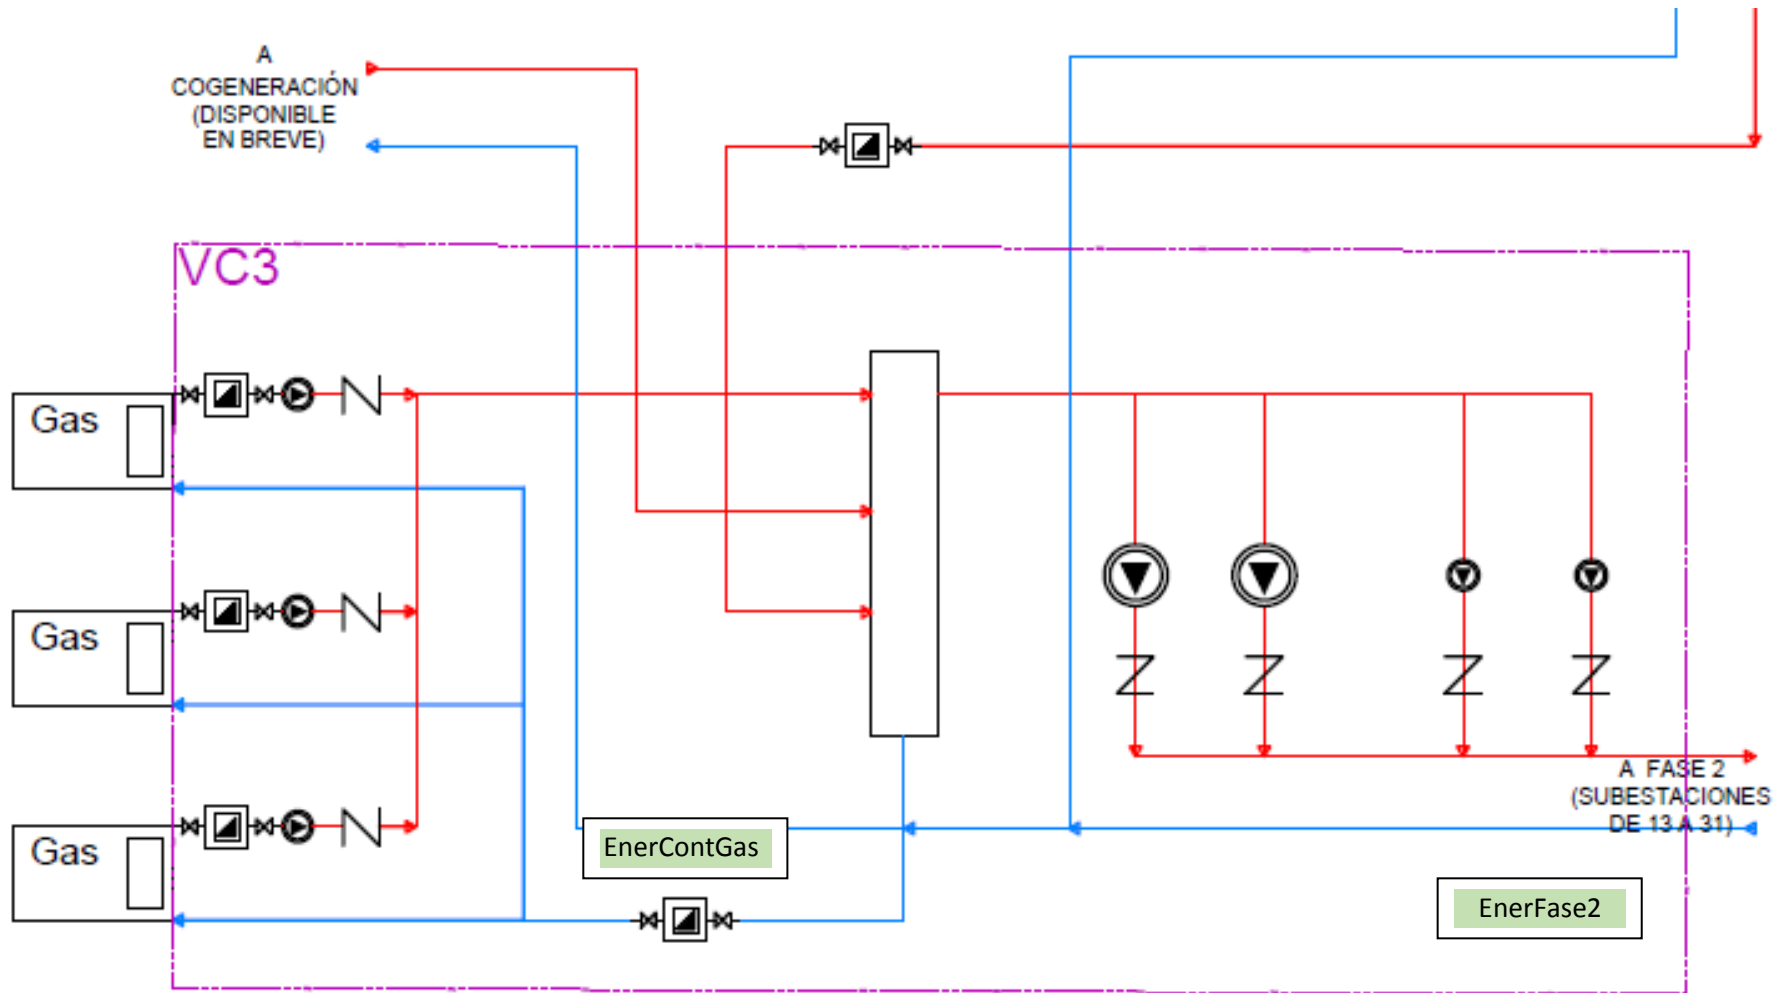 A
COGENERACIÓN
(DISPONIBLE
EN BREVE)
VC3
Gas
Gas
Gas
A FASE 2
(SUBESTACIONES
DE 13 A 31)
EnerContGas
EnerFase2